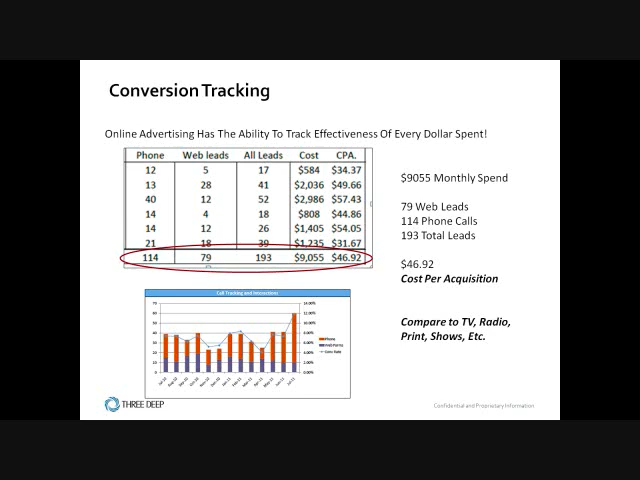 Conversion Tracking
Online Advertising Has The Ability To Track Effectiveness Of Every Dollar Spent!
Phone Web leads All Leads Cost CPA.
12 5 17 $584 $34.37
13 28 41 $2,036 $49.66
40 12 52 $2,986 $57.43
14 4 18 $808 $44.86
14 12 26 $1,405 $54.05
21 18 39 $1,235 $31.67
114 79 193 $9,055 $46.92
$9055 Monthly Spend
79 Web Leads
114 Phone Calls
193 Total Leads
$46.92
Cost Per Acquisition
Compare to TV, Radio,
Print, Shows, Etc.
Call Tracking and Interactions
Phone
Web Forms
THREE DEEP
Confidential and Proprietary Information